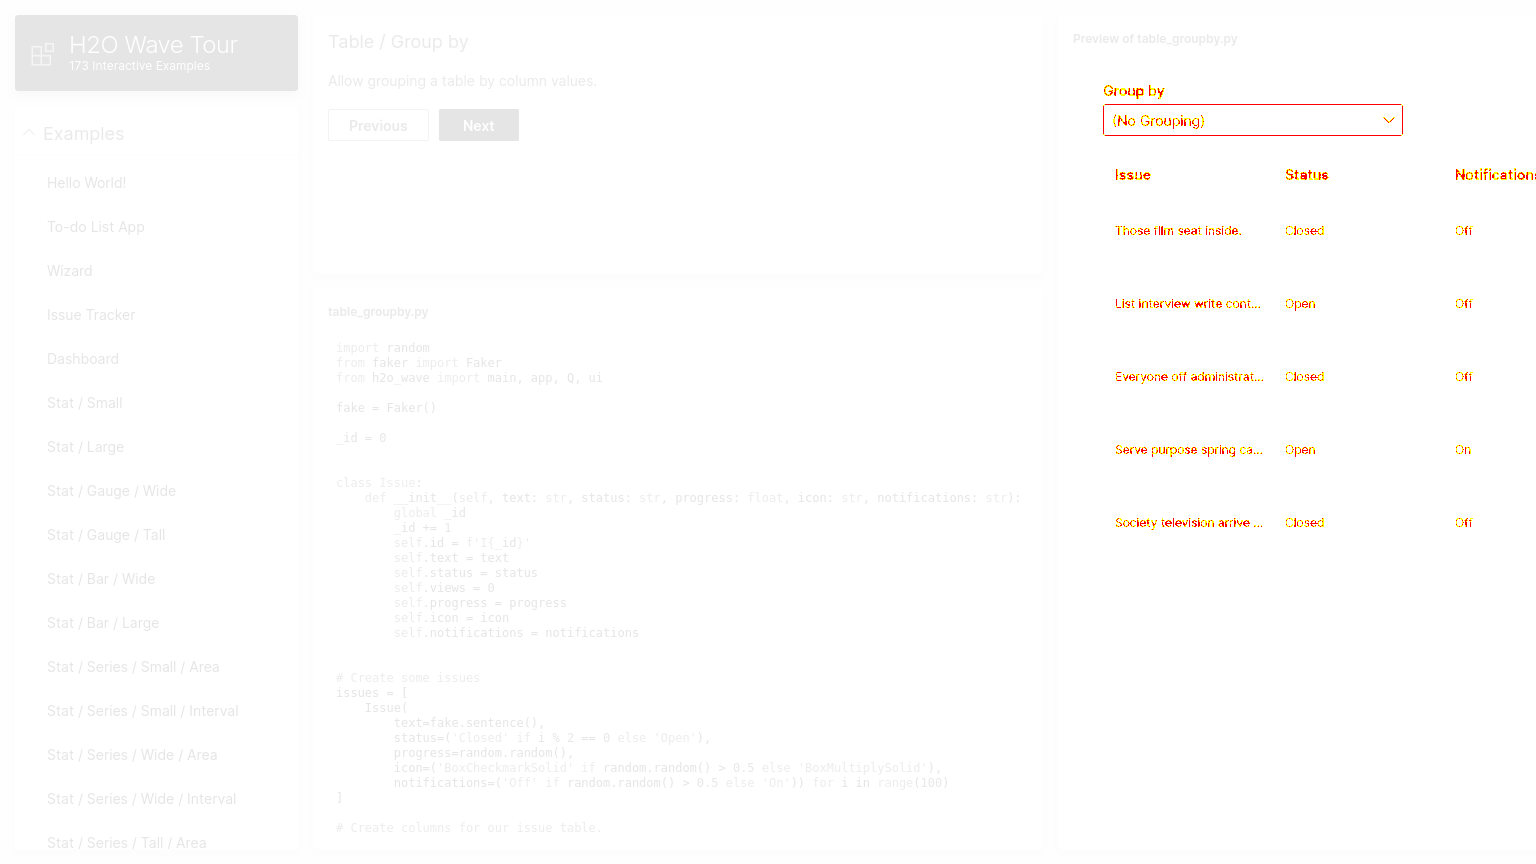 H2O Wave Tour
173 Interactive Examples
Examples
Hello World!
To-do List App
Wizard
Issue Tracker
Dashboard
Stat / Small
Stat / Large
Stat / Gauge / Wide
Stat / Gauge / Tall
Stat / Bar / Wide
Stat / Bar / Large
Stat / Series / Small / Area
Stat / Series / Small / Interval
Stat / Series / Wide / Area
Stat / Series / Wide / Interval
Stat / Series / Tall / Area
Table / Group by
Allow grouping a table by column values.
Previous Next
table_groupby.py
import random
from faker import Faker
from h2o_wave import main, app, Q, ui
fake = Faker()
_id = 0
class Issue:
def __init__(self, text: str, status: str, progress: float, icon: str, notifications: str):
global _id
_id += 1
self.id = f'I{_id}'
self.text = text
self.status = status
self.views = 0
self.progress = progress
self.icon = icon
self.notifications = notifications
# Create some issues
issues = [
Issue(
text=fake.sentence(),
status=('Closed' if i % 2 == 0 else 'Open'),
progress=random.random(),
icon=('BoxCheckmarkSolid' if random.random() > 0.5 else 'BoxMultiplySolid'),
notifications=('Off' if random.random() > 0.5 else 'On')) for i in range(100)
]
# Create columns for our issue table.
Preview of table_groupby.py
Group by
(No Grouping)
Issue Status Notifications
Those film seat inside. Closed Off
List interview write cont... Open Off
Everyone off administrat... Closed Off
Serve purpose spring ca... Open On
Society television arrive ... Closed Off